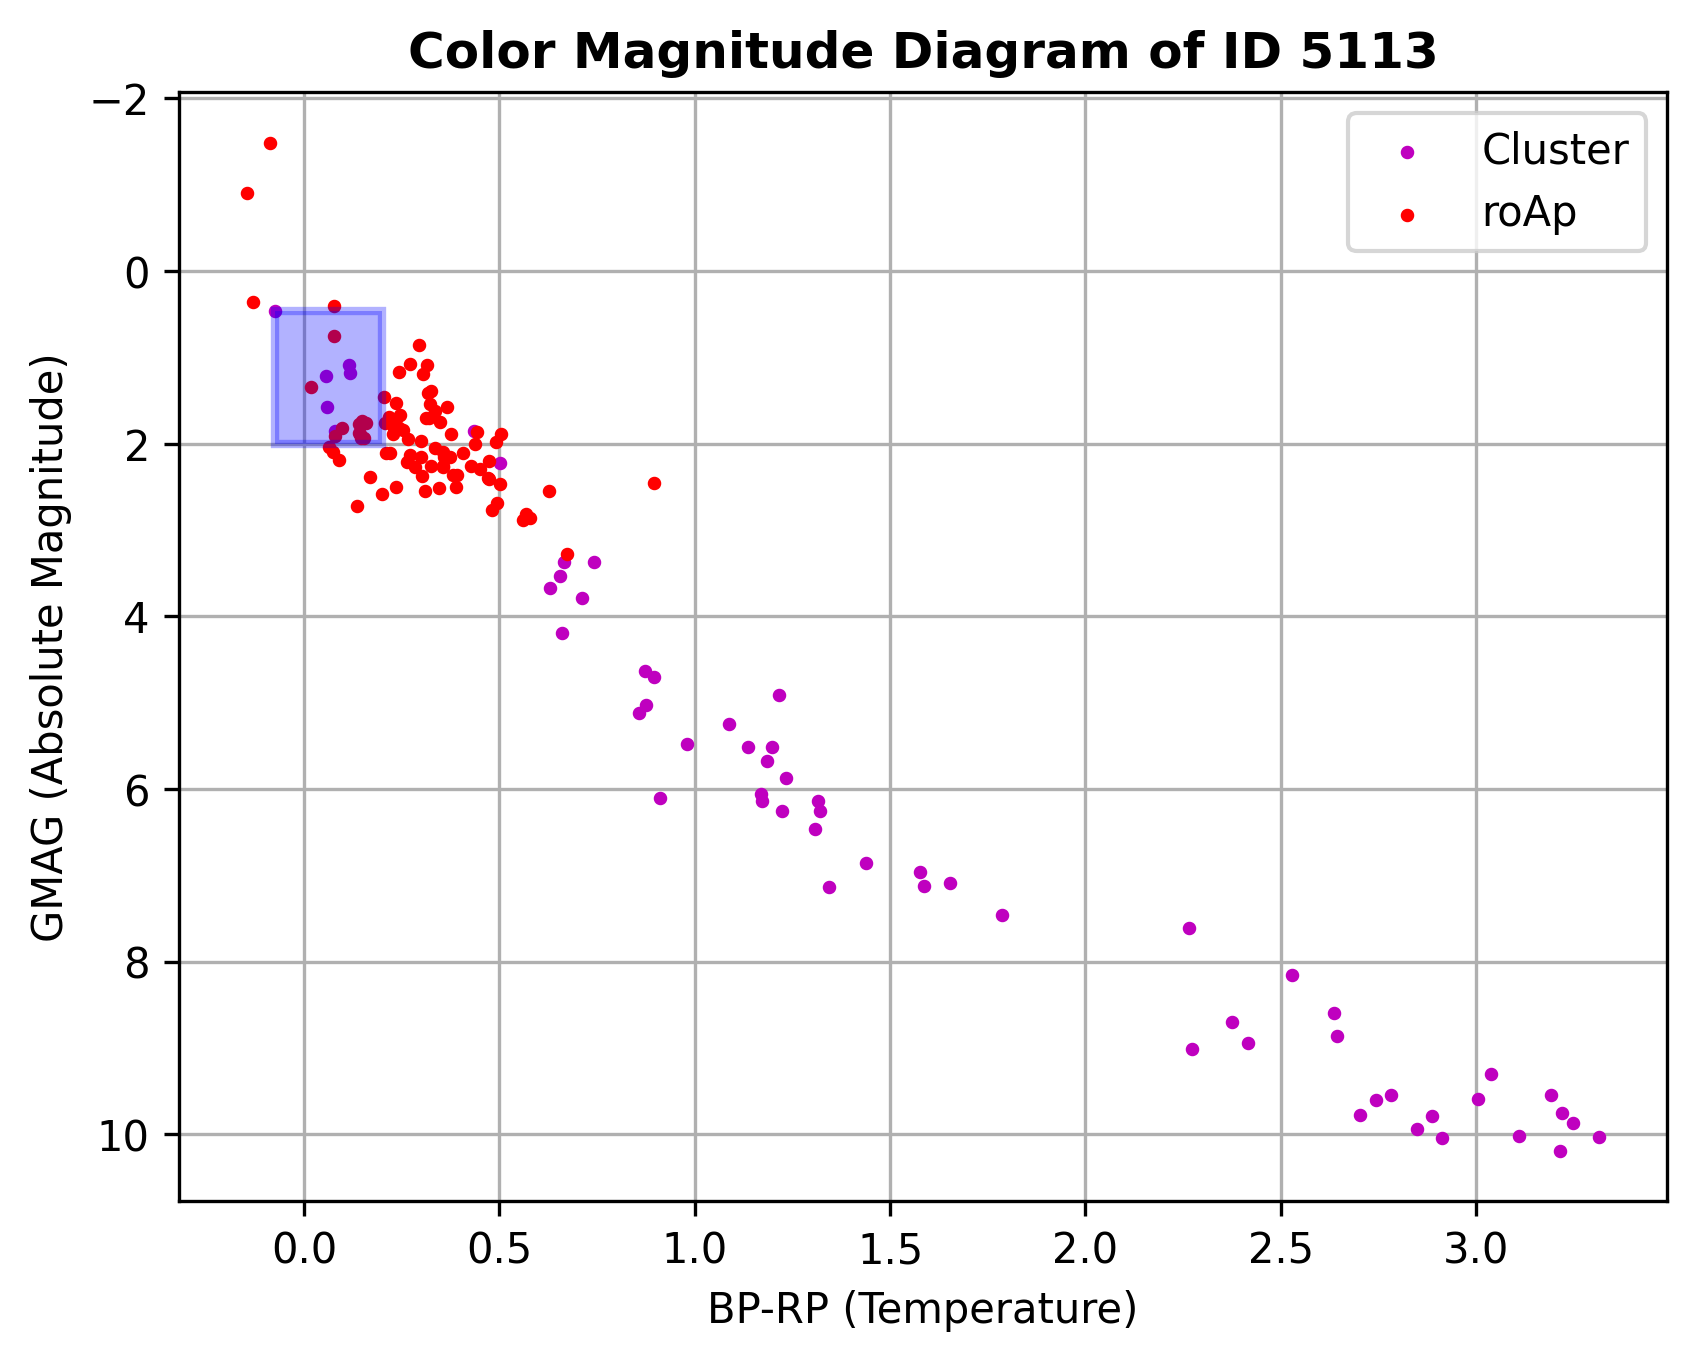 Color Magnitude Diagram of ID 5113
Cluster
roAp
GMAG (Absolute Magnitude)
−2
0
2
4
6
8
10
0.0 0.5 1.0 1.5 2.0 2.5 3.0
BP-RP (Temperature)